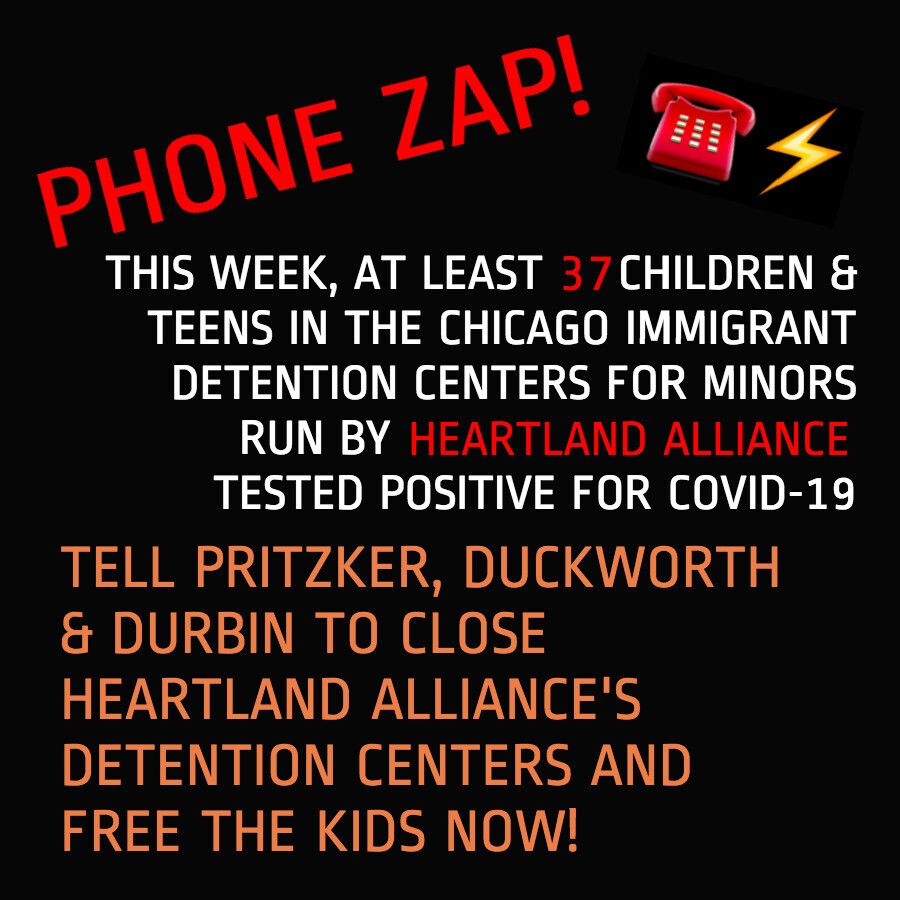 PHONE ZAP!
THIS WEEK, AT LEAST 37 CHILDREN &
TEENS IN THE CHICAGO IMMIGRANT
DETENTION CENTERS FOR MINORS
RUN BY HEARTLAND ALLIANCE
TESTED POSITIVE FOR COVID-19
TELL PRITZKER, DUCKWORTH
& DURBIN TO CLOSE
HEARTLAND ALLIANCE'S
DETENTION CENTERS AND
FREE THE KIDS NOW!